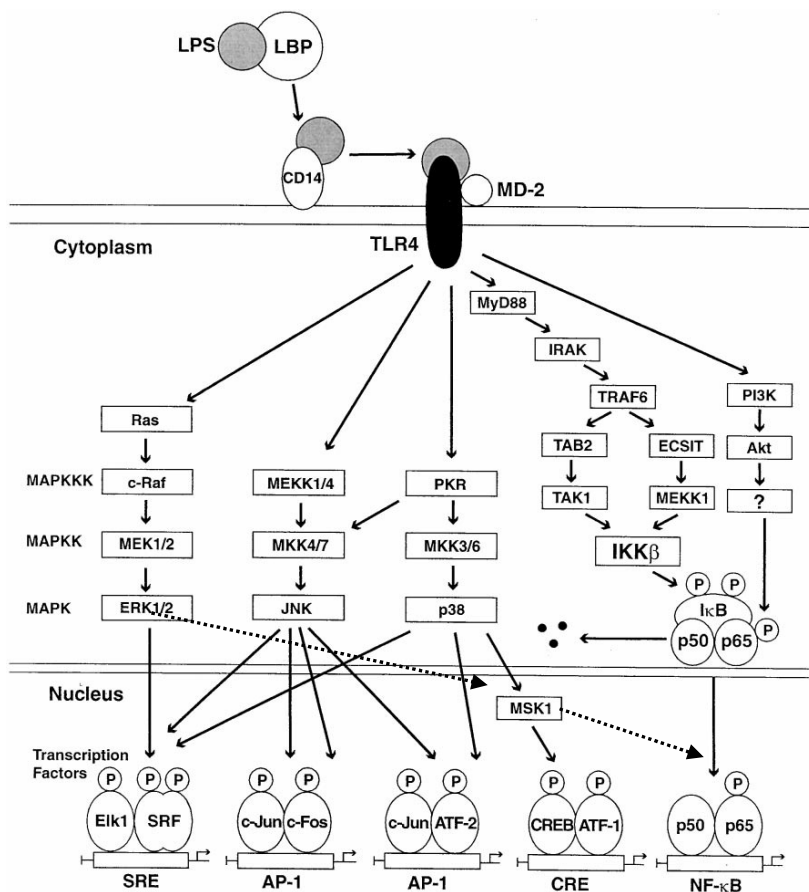 LPS LBP
CD14
MD-2
TLR4
Cytoplasm
MyD88
IRAK
TRAF6
PI3K
Ras
TAB2 ECSIT Akt
MAPKKK c-Raf MEKK1/4 PKR
TAK1 MEKK1 ?
MAPKK MEK1/2 MKK4/7 MKK3/6 IKKβ
P P
MAPK ERK1/2 JNK p38 IκB
P
p50 p65
Nucleus
MSK1
Transcription
Factors
P P P P P P P P P P
Elk1 SRF c-Jun c-Fos c-Jun ATF-2 CREB ATF-1 p50 p65
SRE AP-1 AP-1 CRE NF-κB